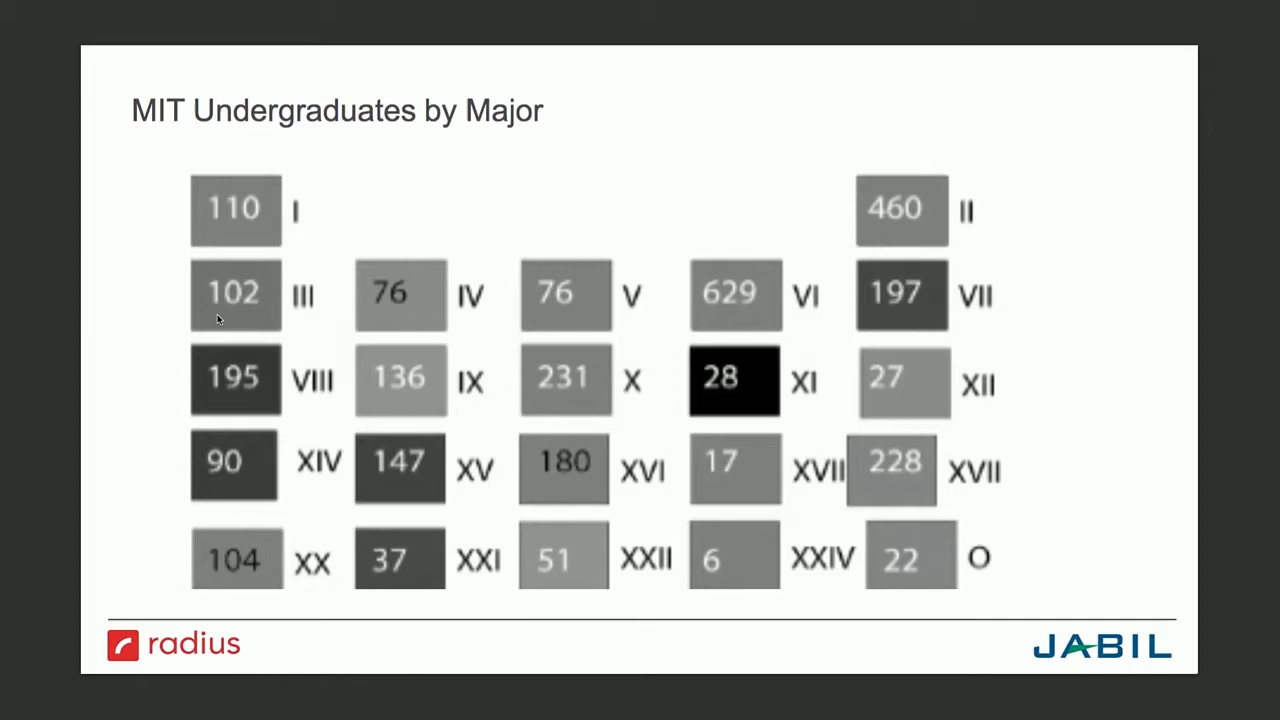 MIT Undergraduates by Major
110 I 460 II
102 III 76 IV 76 V 629 VI 197 VII
195 VIII 136 IX 231 X 28 XI 27 XII
90 XIV 147 XV 180 XVI 17 XVII 228 XVII
104 XX 37 XXI 51 XXII 6 XXIV 22 O
radius JABIL